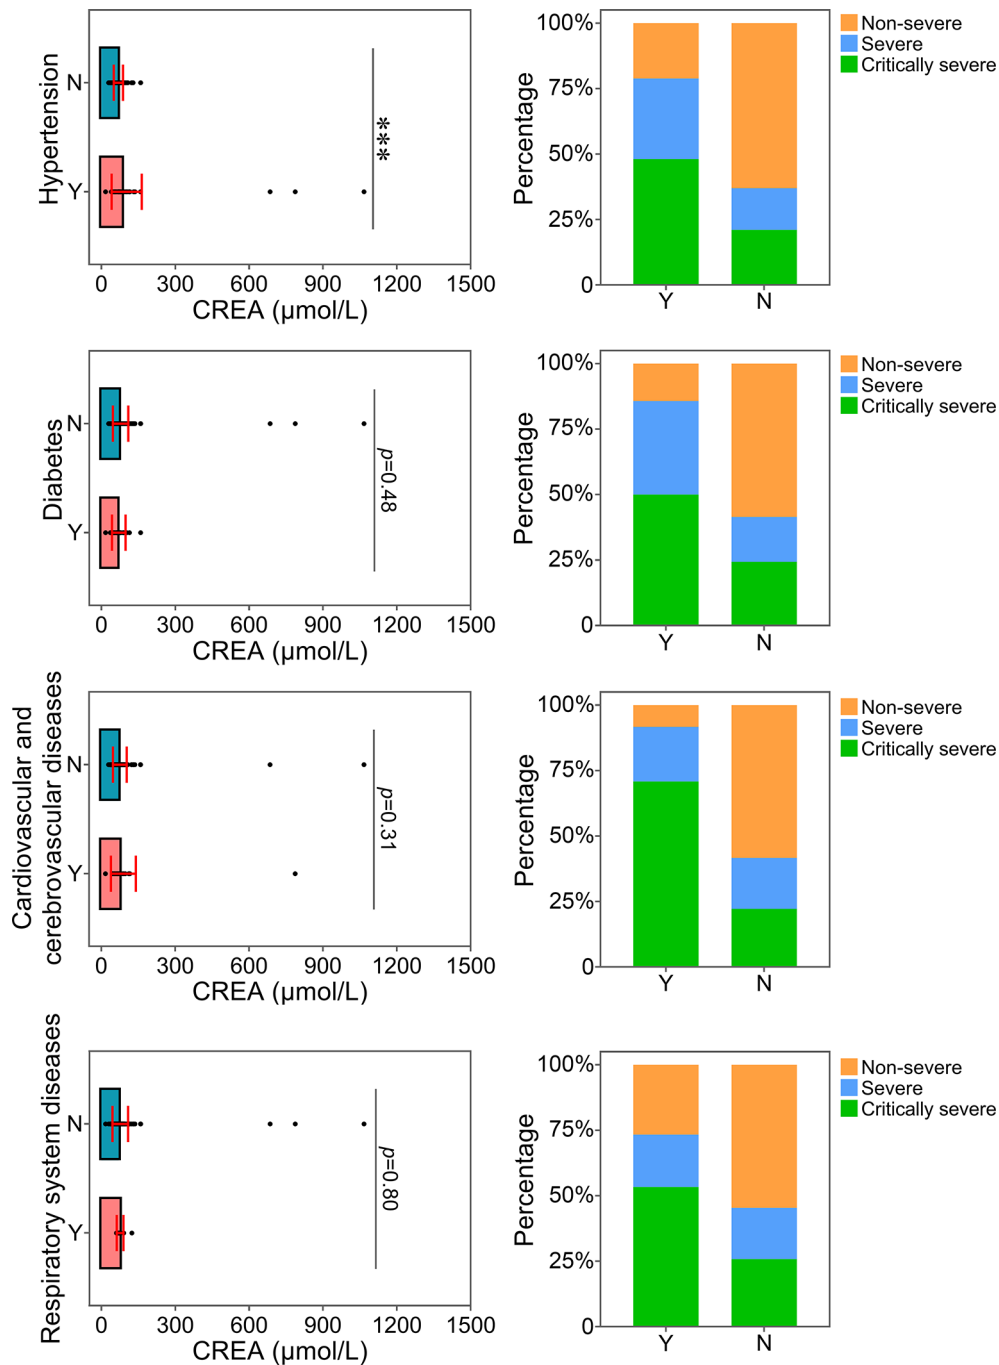 Hypertension
N
Y
***
0 300 600 900 1200 1500
CREA (µmol/L)
Percentage
100%
75%
50%
25%
0
Y N
Non-severe
Severe
Critically severe
Diabetes
N
Y
p=0.48
0 300 600 900 1200 1500
CREA (µmol/L)
Percentage
100%
75%
50%
25%
0
Y N
Non-severe
Severe
Critically severe
Cardiovascular and
cerebrovascular diseases
N
Y
p=0.31
0 300 600 900 1200 1500
CREA (µmol/L)
Percentage
100%
75%
50%
25%
0
Y N
Non-severe
Severe
Critically severe
Respiratory system diseases
N
Y
p=0.80
0 300 600 900 1200 1500
CREA (µmol/L)
Percentage
100%
75%
50%
25%
0
Y N
Non-severe
Severe
Critically severe